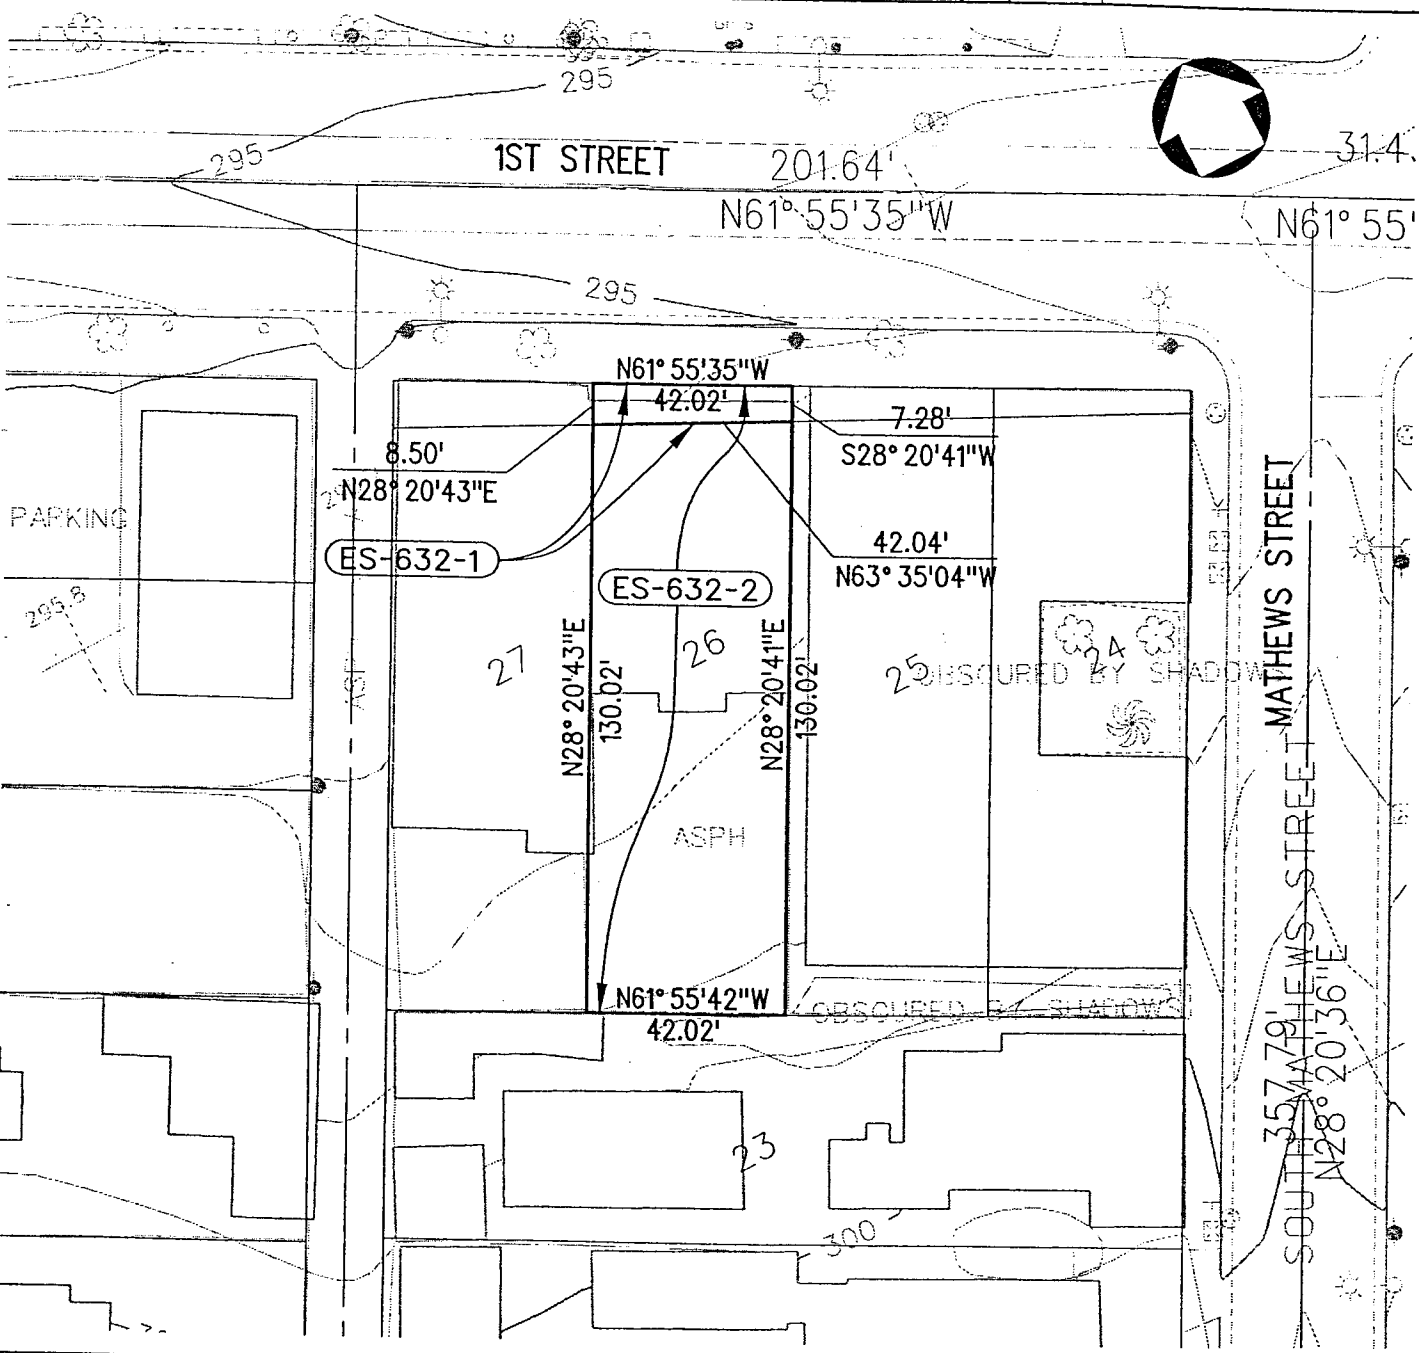 295
295
1ST STREET
201.64'
31.4
N61°55'35"W
N61°55'
295
N61°55'35"W
42.02'
8.50'
N28°20'43"E
7.28'
S28°20'41"W
PARKING
ES-632-1
42.04'
N63°35'04"W
ES-632-2
295.8
27
26
25
24
OBSCURED BY SHADOW
MATHEWS STREET
N28°20'43"E
130.02'
N28°20'41"E
130.02'
ASPH
ASPH
N61°55'42"W
42.02'
OBSCURED BY SHADOWS
357.79'
N28°20'36"E
SOUTH MATHEWS STREET
23
300